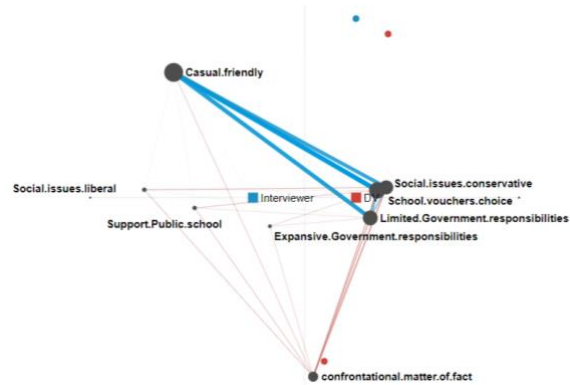 Casual.friendly
Social.issues.conservative
Social.issues.liberal
Interviewer
School.vouchers.choice
Support.Public.school
Limited.Government.responsibilities
Expansive.Government.responsibilities
confrontational.matter.of.fact